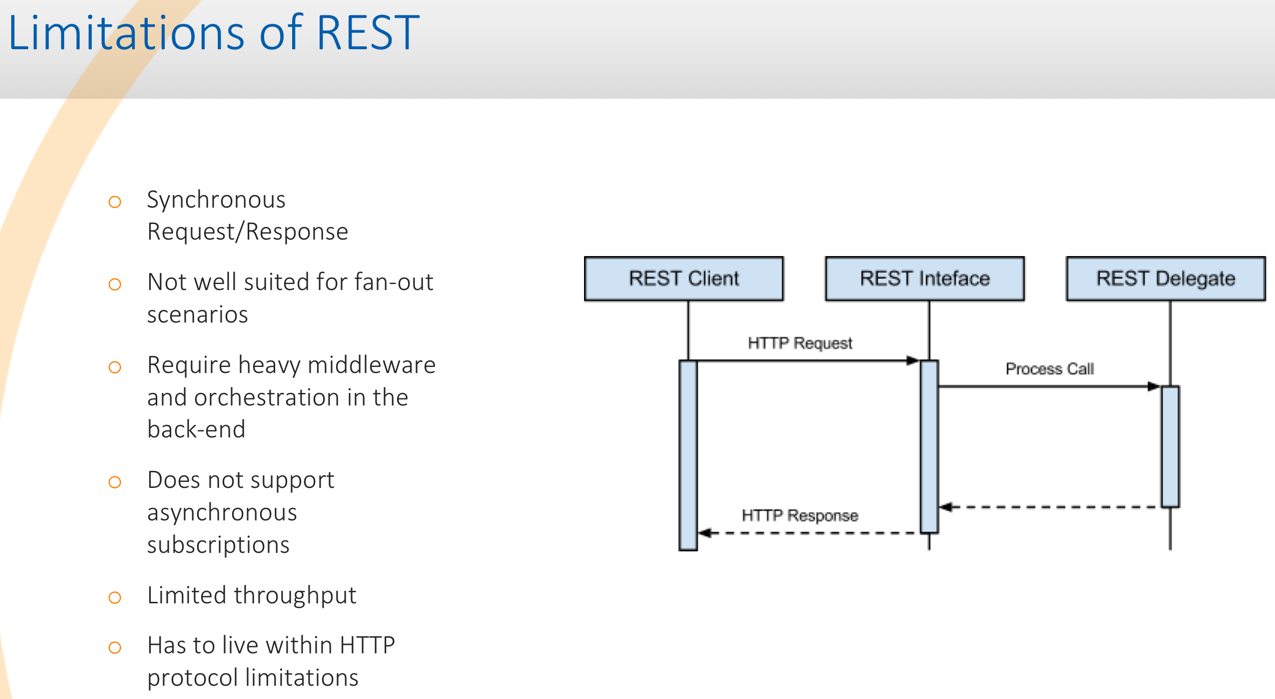 Limitations of REST
Synchronous
Request/Response
Not well suited for fan-out
scenarios
Require heavy middleware
and orchestration in the
back-end
Does not support
asynchronous
subscriptions
Limited throughput
Has to live within HTTP
protocol limitations
REST Client
REST Inteface
REST Delegate
HTTP Request
Process Call
HTTP Response